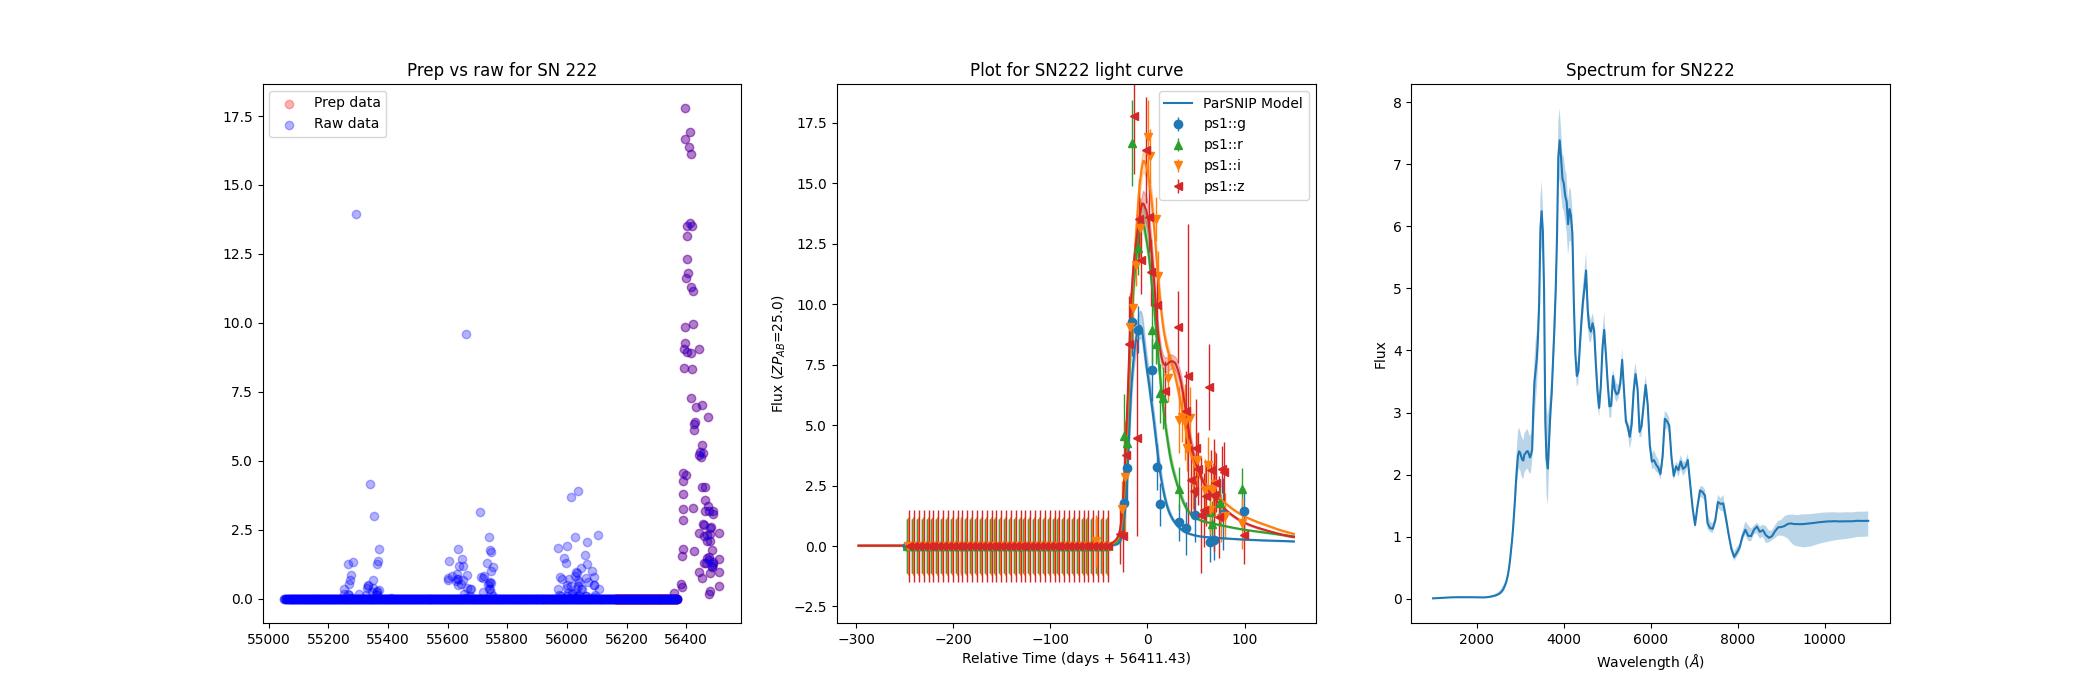 Prep vs raw for SN 222
Prep data
Raw data
17.5
15.0
12.5
10.0
7.5
5.0
2.5
0.0
55000 55200 55400 55600 55800 56000 56200 56400
Plot for SN222 light curve
ParSNIP Model
ps1::g
ps1::r
ps1::i
ps1::z
Flux (ZP_AB=25.0)
17.5
15.0
12.5
10.0
7.5
5.0
2.5
0.0
−2.5
−300 −200 −100 0 100
Relative Time (days + 56411.43)
Spectrum for SN222
Flux
8
7
6
5
4
3
2
1
0
2000 4000 6000 8000 10000
Wavelength (Å)